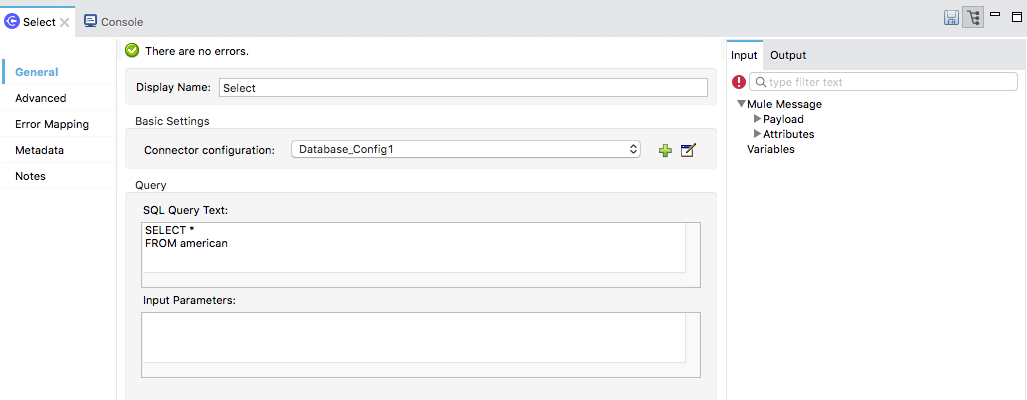 Select
Console
There are no errors.
General
Advanced
Error Mapping
Metadata
Notes
Display Name:
Select
Basic Settings
Connector configuration:
Database_Config1
Query
SQL Query Text:
SELECT *
FROM american
Input Parameters:
Input
Output
type filter text
Mule Message
Payload
Attributes
Variables